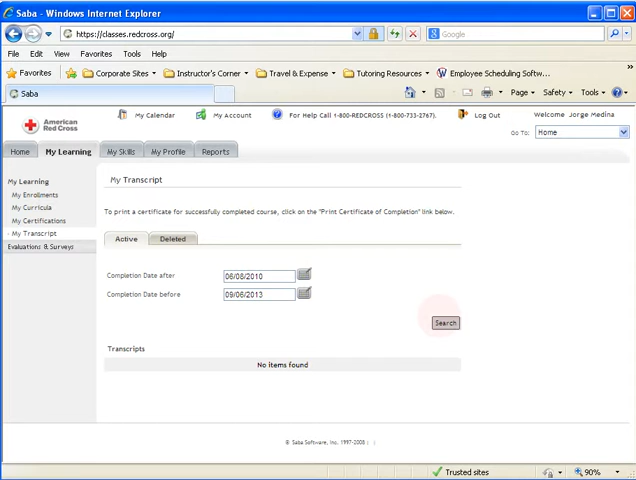 Saba - Windows Internet Explorer
https://classes.redcross.org/
Google
File Edit View Favorites Tools Help
Favorites Corporate Sites Instructor's Corner Travel & Expense Tutoring Resources Employee Scheduling Softw...
Saba
Page Safety Tools
American
Red Cross
My Calendar My Account For Help Call 1-800-REDCROSS (1-800-733-2767). Log Out Welcome Jorge Medina
Go To: Home
Home My Learning My Skills My Profile Reports
My Learning
My Enrollments
My Curricula
My Certifications
My Transcript
Evaluations & Surveys
My Transcript
To print a certificate for successfully completed course, click on the "Print Certificate of Completion" link below.
Active Deleted
Completion Date after 06/08/2010
Completion Date before 09/06/2013
Search
Transcripts
No items found
© Saba Software, Inc. 1997-2008 : :
Trusted sites 90%